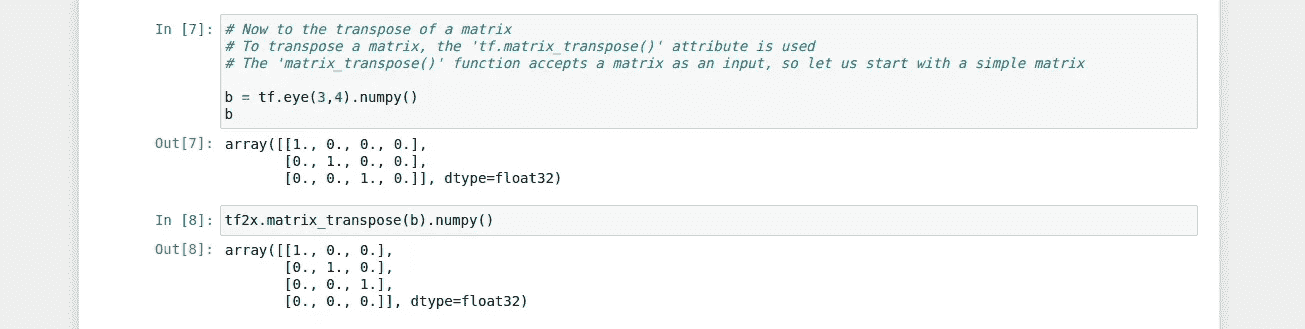 In [7]: # Now to the transpose of a matrix
# To transpose a matrix, the 'tf.matrix_transpose()' attribute is used
# The 'matrix_transpose()' function accepts a matrix as an input, so let us start with a simple matrix
b = tf.eye(3,4).numpy()
b
Out[7]: array([[1., 0., 0., 0.],
[0., 1., 0., 0.],
[0., 0., 1., 0.]], dtype=float32)
In [8]: tf2x.matrix_transpose(b).numpy()
Out[8]: array([[1., 0., 0.],
[0., 1., 0.],
[0., 0., 1.],
[0., 0., 0.]], dtype=float32)